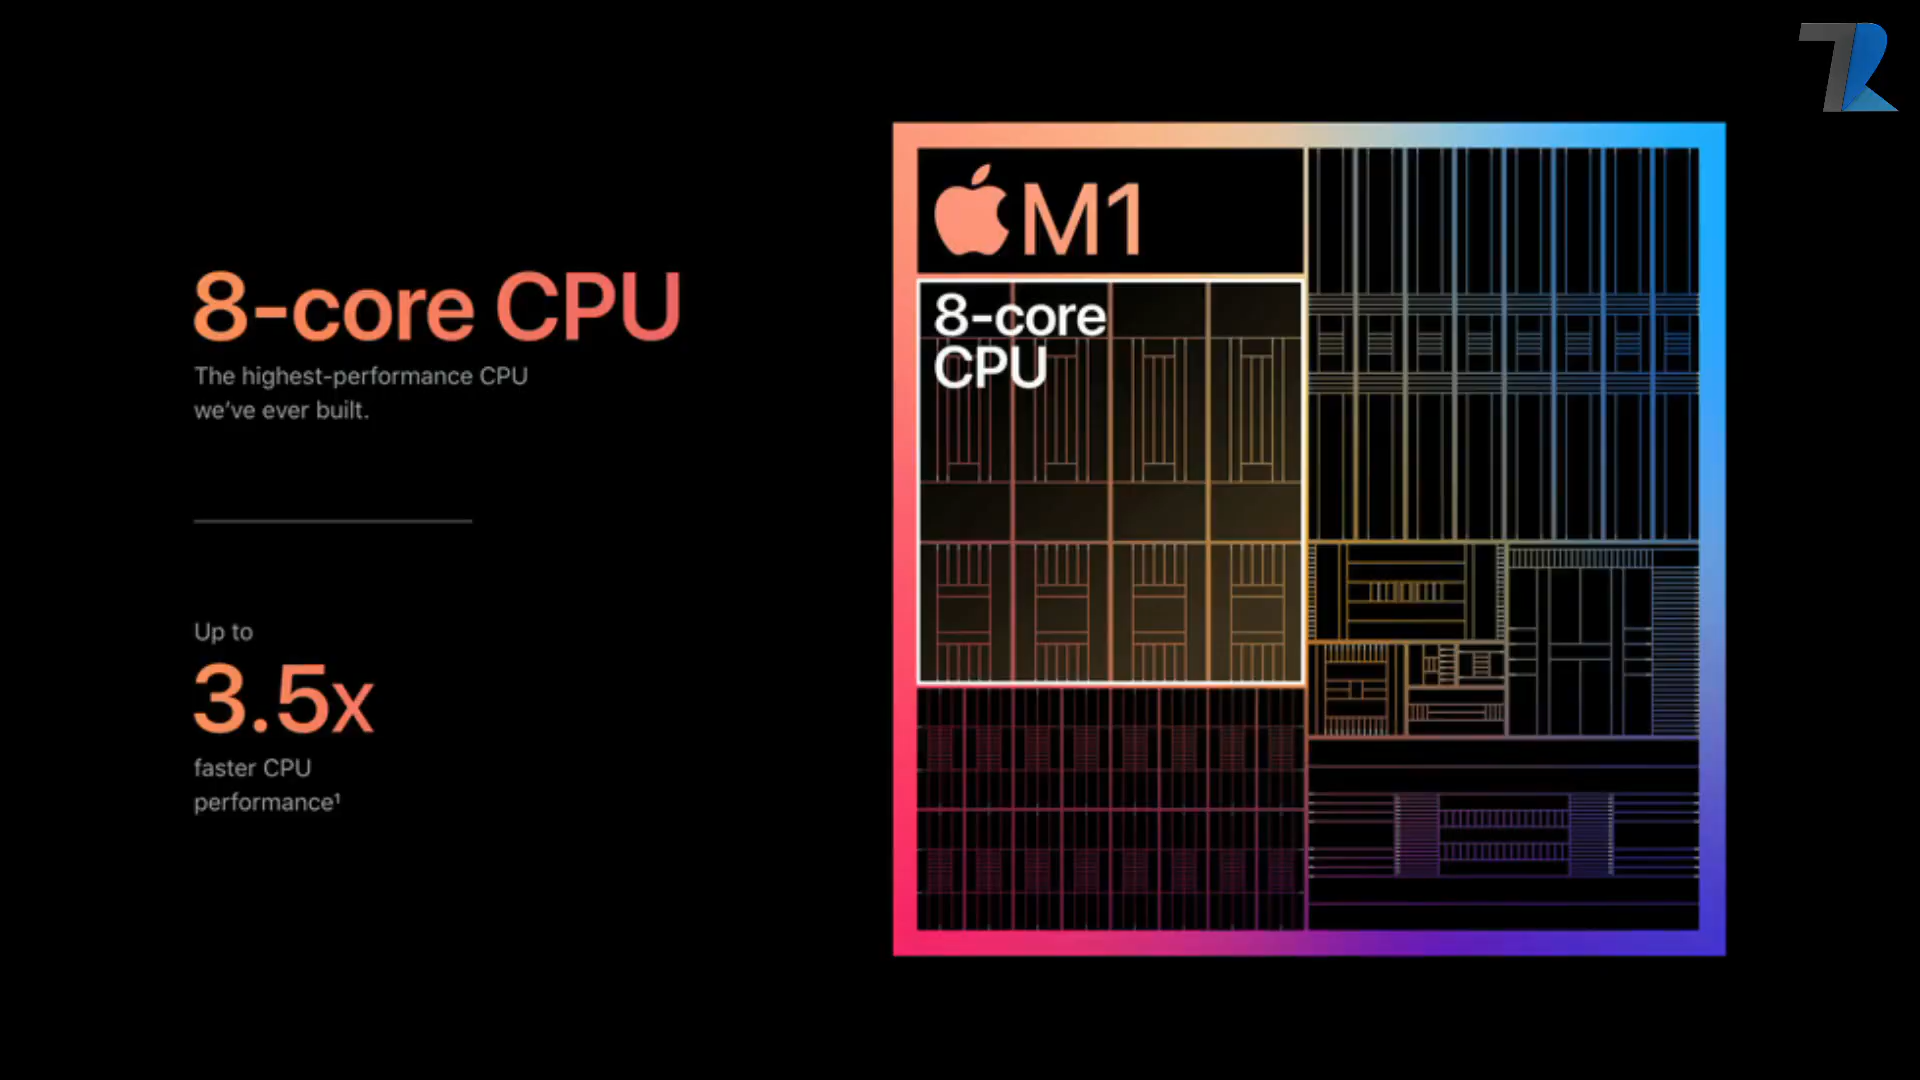 8-core CPU
The highest-performance CPU
we’ve ever built.
Up to
3.5x
faster CPU
performance¹
M1
8-core
CPU
TR